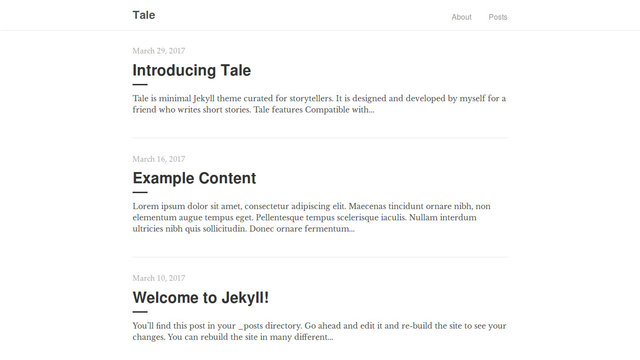 Tale
About Posts
March 29, 2017
Introducing Tale
Tale is minimal Jekyll theme curated for storytellers. It is designed and developed by myself for a
friend who writes short stories. Tale features Compatible with...
March 16, 2017
Example Content
Lorem ipsum dolor sit amet, consectetur adipiscing elit. Maecenas tincidunt ornare nibh, non
elementum augue tempus eget. Pellentesque tempus scelerisque iaculis. Nullam interdum
ultricies nibh quis sollicitudin. Donec ornare fermentum...
March 10, 2017
Welcome to Jekyll!
You'll find this post in your _posts directory. Go ahead and edit it and re-build the site to see your
changes. You can rebuild the site in many different...